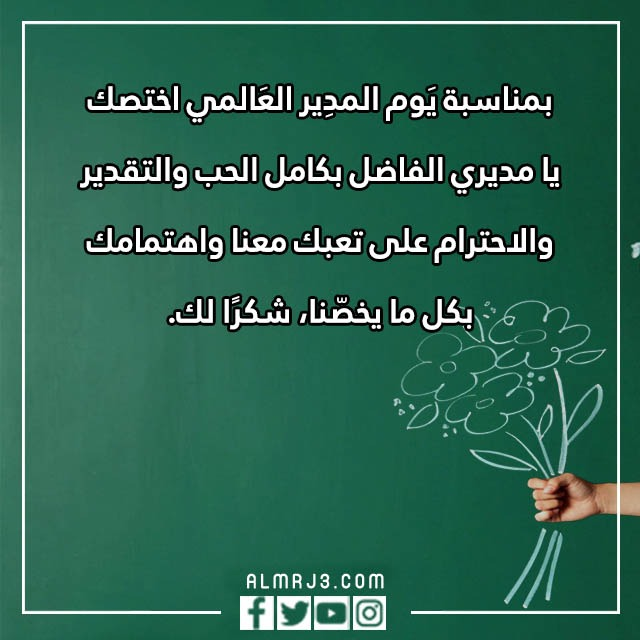 بمناسبة يَوم المدِير العَالمي اختصك
يا مديري الفاضل بكامل الحب والتقدير
والاحترام على تعبك معنا واهتمامك
بكل ما يخصّنا، شكرًا لك.
ALMRJ3.COM